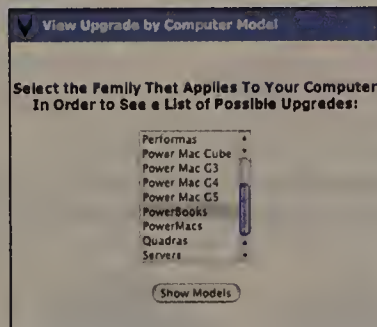 View Upgrade by Computer Model
Select the Family That Applies To Your Computer
In Order to See a List of Possible Upgrades:
Performas
Power Mac Cube
Power Mac G3
Power Mac G4
Power Mac G5
PowerBooks
PowerMacs
Quadras
Servers
Show Models